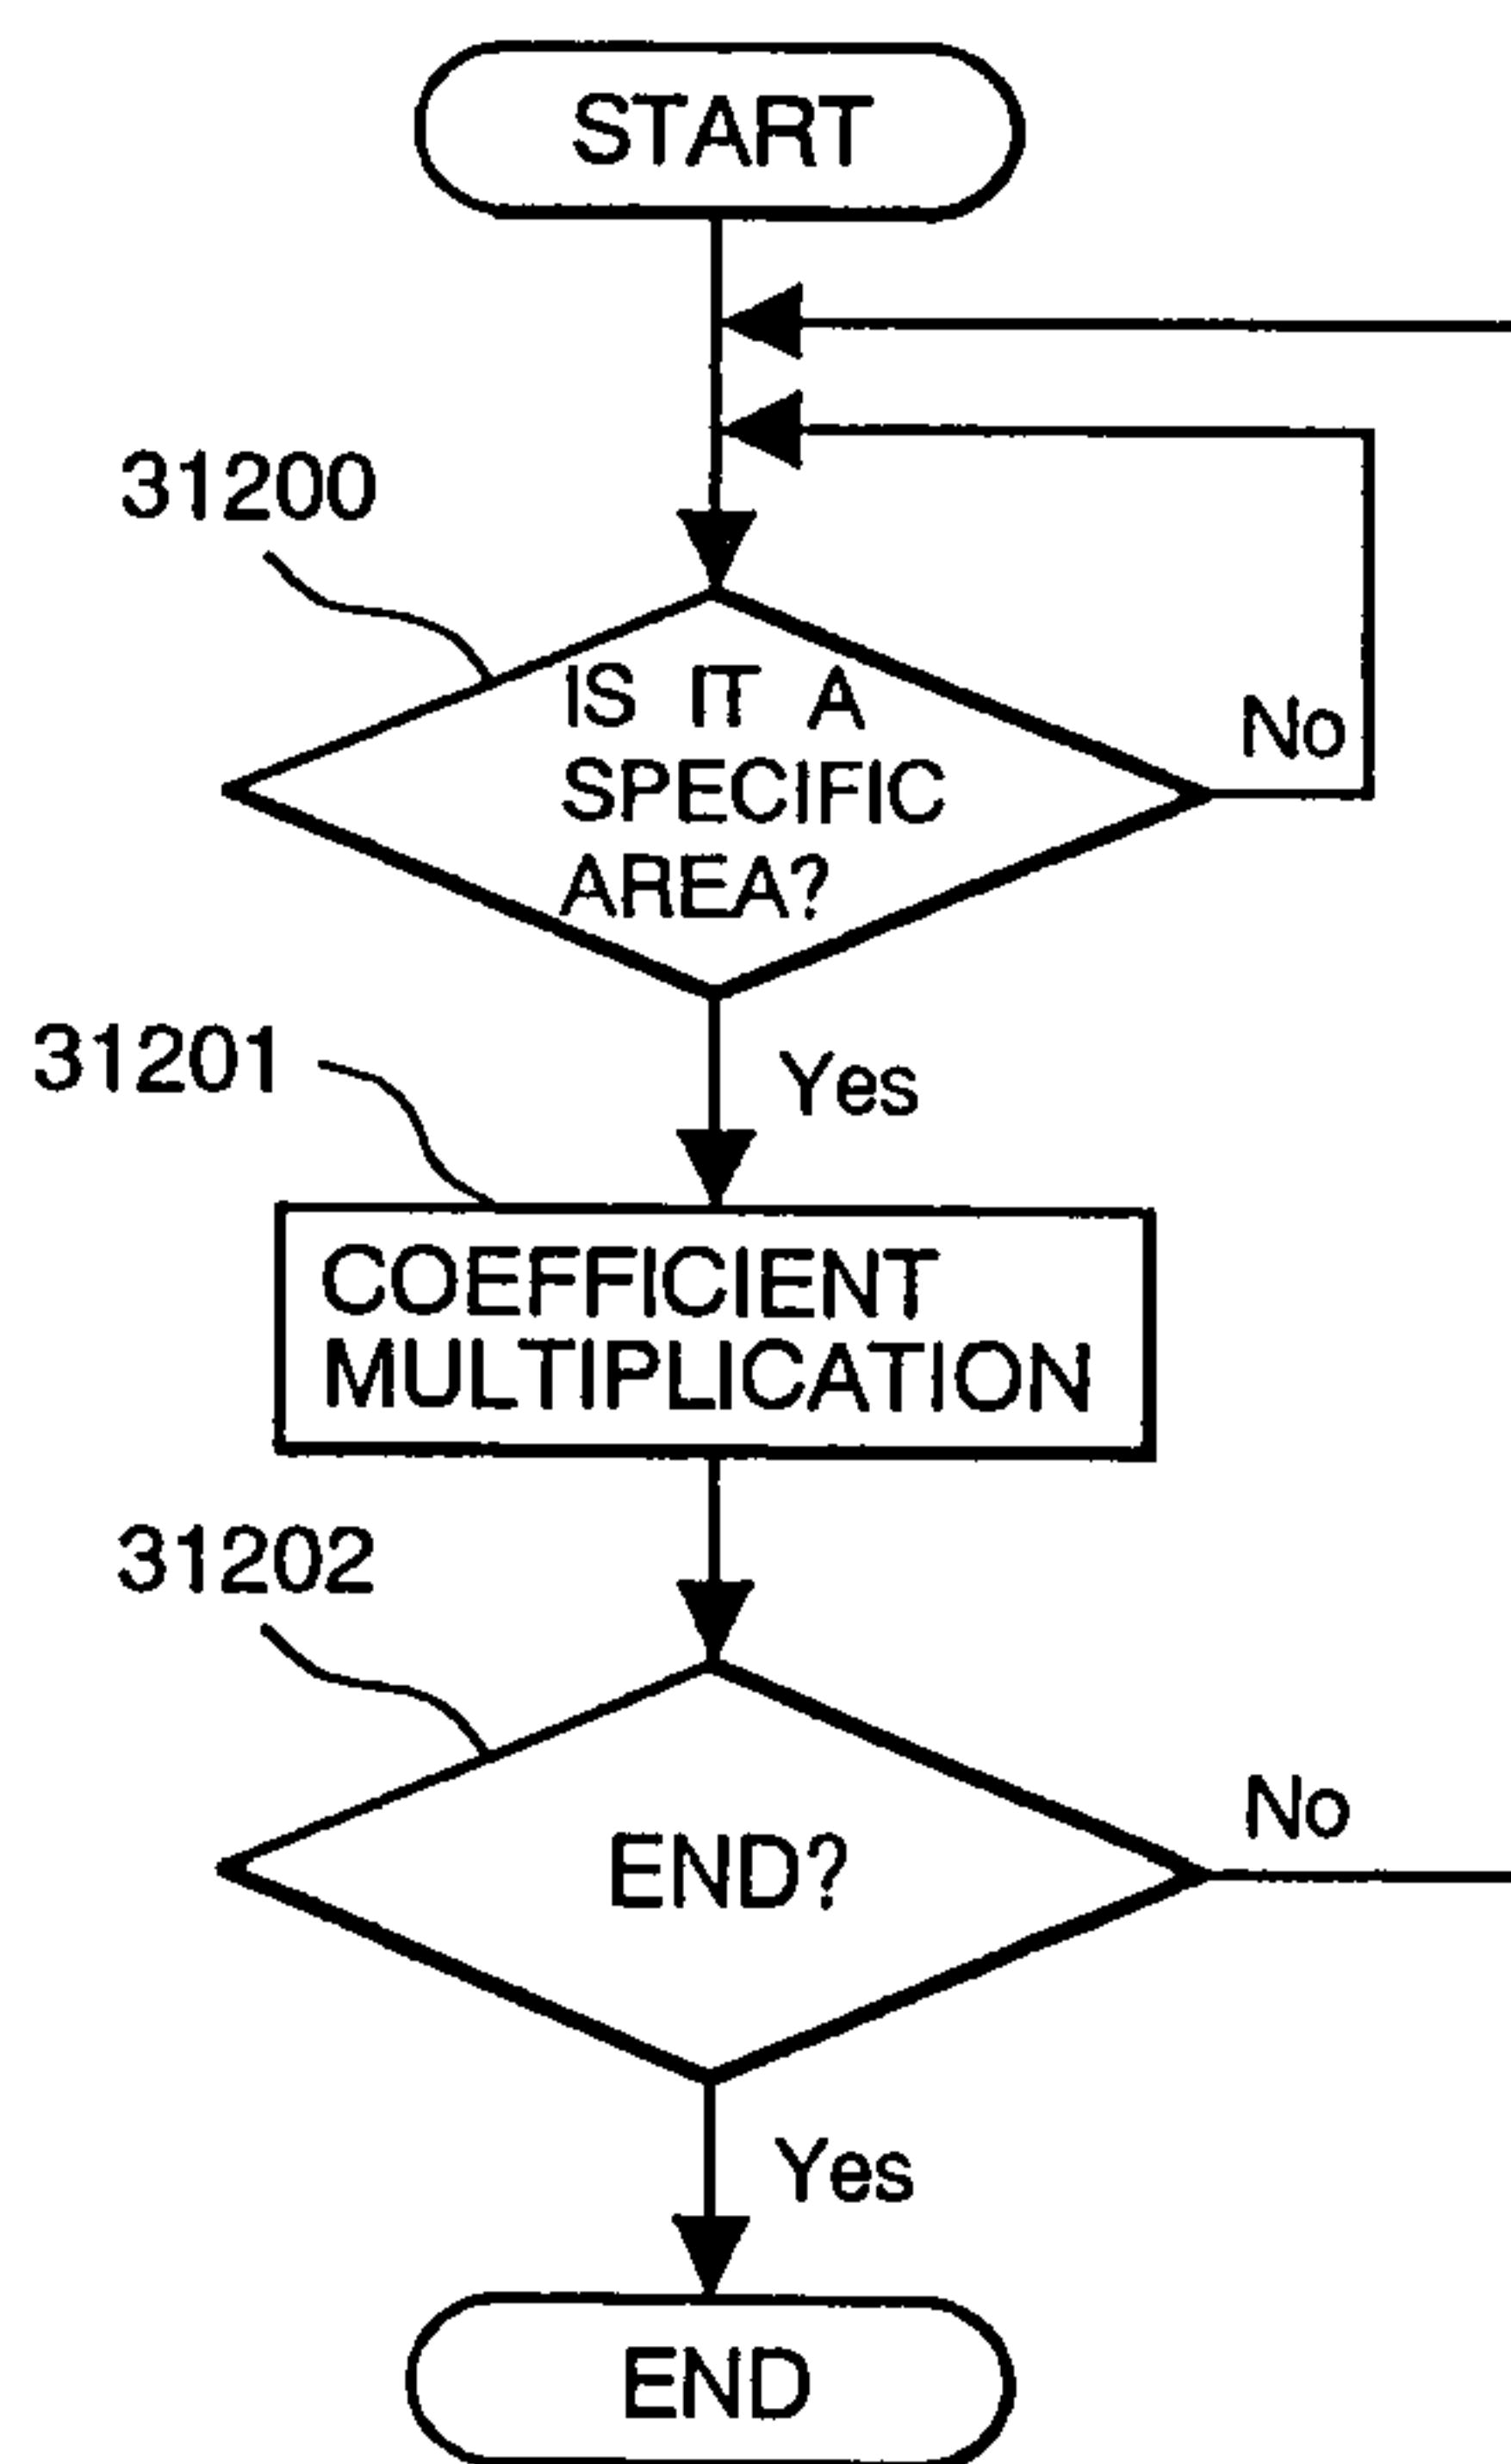 START
31200
IS IT A
SPECIFIC
AREA?
No
31201
Yes
COEFFICIENT
MULTIPLICATION
31202
END?
No
Yes
END